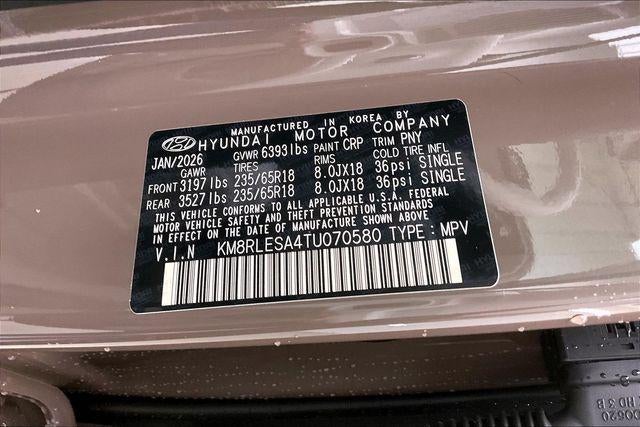 MANUFACTURED IN KOREA BY
HYUNDAI MOTOR COMPANY
JAN/2026 GVWR 6393lbs PAINT CRP TRIM PNY
GAWR TIRES RIMS COLD TIRE INFL
FRONT 3197lbs 235/65R18 8.0JX18 36psi SINGLE
REAR 3527lbs 235/65R18 8.0JX18 36psi SINGLE
THIS VEHICLE CONFORMS TO ALL APPLICABLE U.S.A. FEDERAL
MOTOR VEHICLE SAFETY AND THEFT PREVENTION STANDARDS
IN EFFECT ON THE DATE OF MANUFACTURE SHOWN ABOVE
V.I.N KM8RLESA4TU070580 TYPE : MPV
HD 3 B